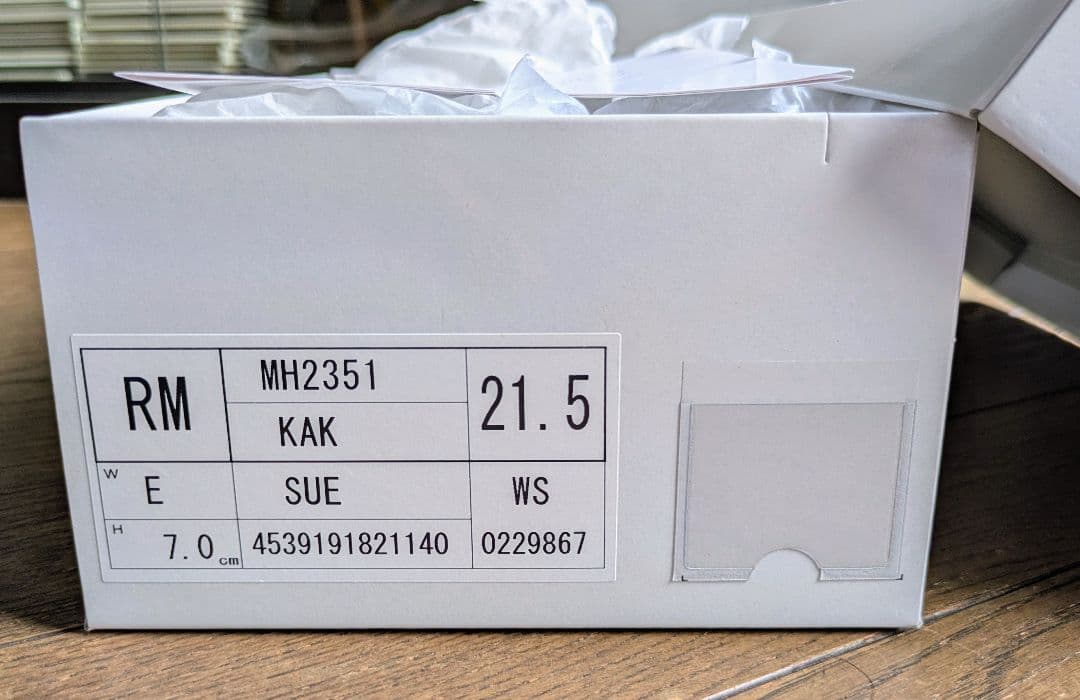 RM
MH2351
KAK
21.5
W E
SUE
WS
H 7.0 cm
4539191821140
0229867